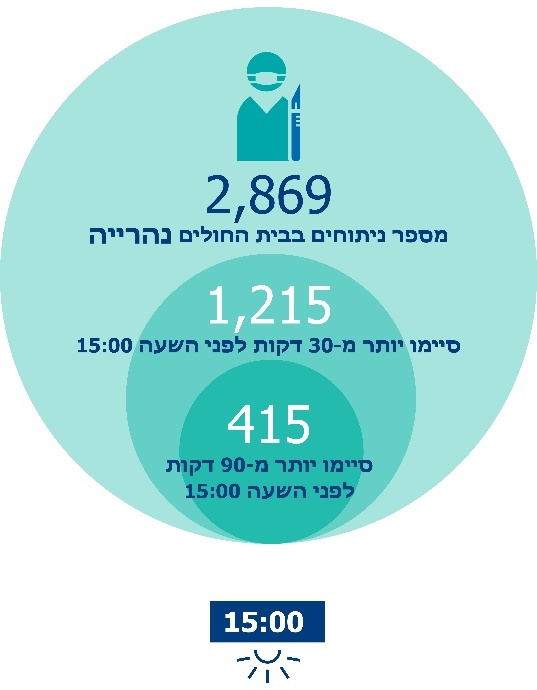 2,869
מספר ניתוחים בבית החולים נהרייה
1,215
סיימו יותר מ-30 דקות לפני השעה 15:00
415
סיימו יותר מ-90 דקות
לפני השעה 15:00
15:00